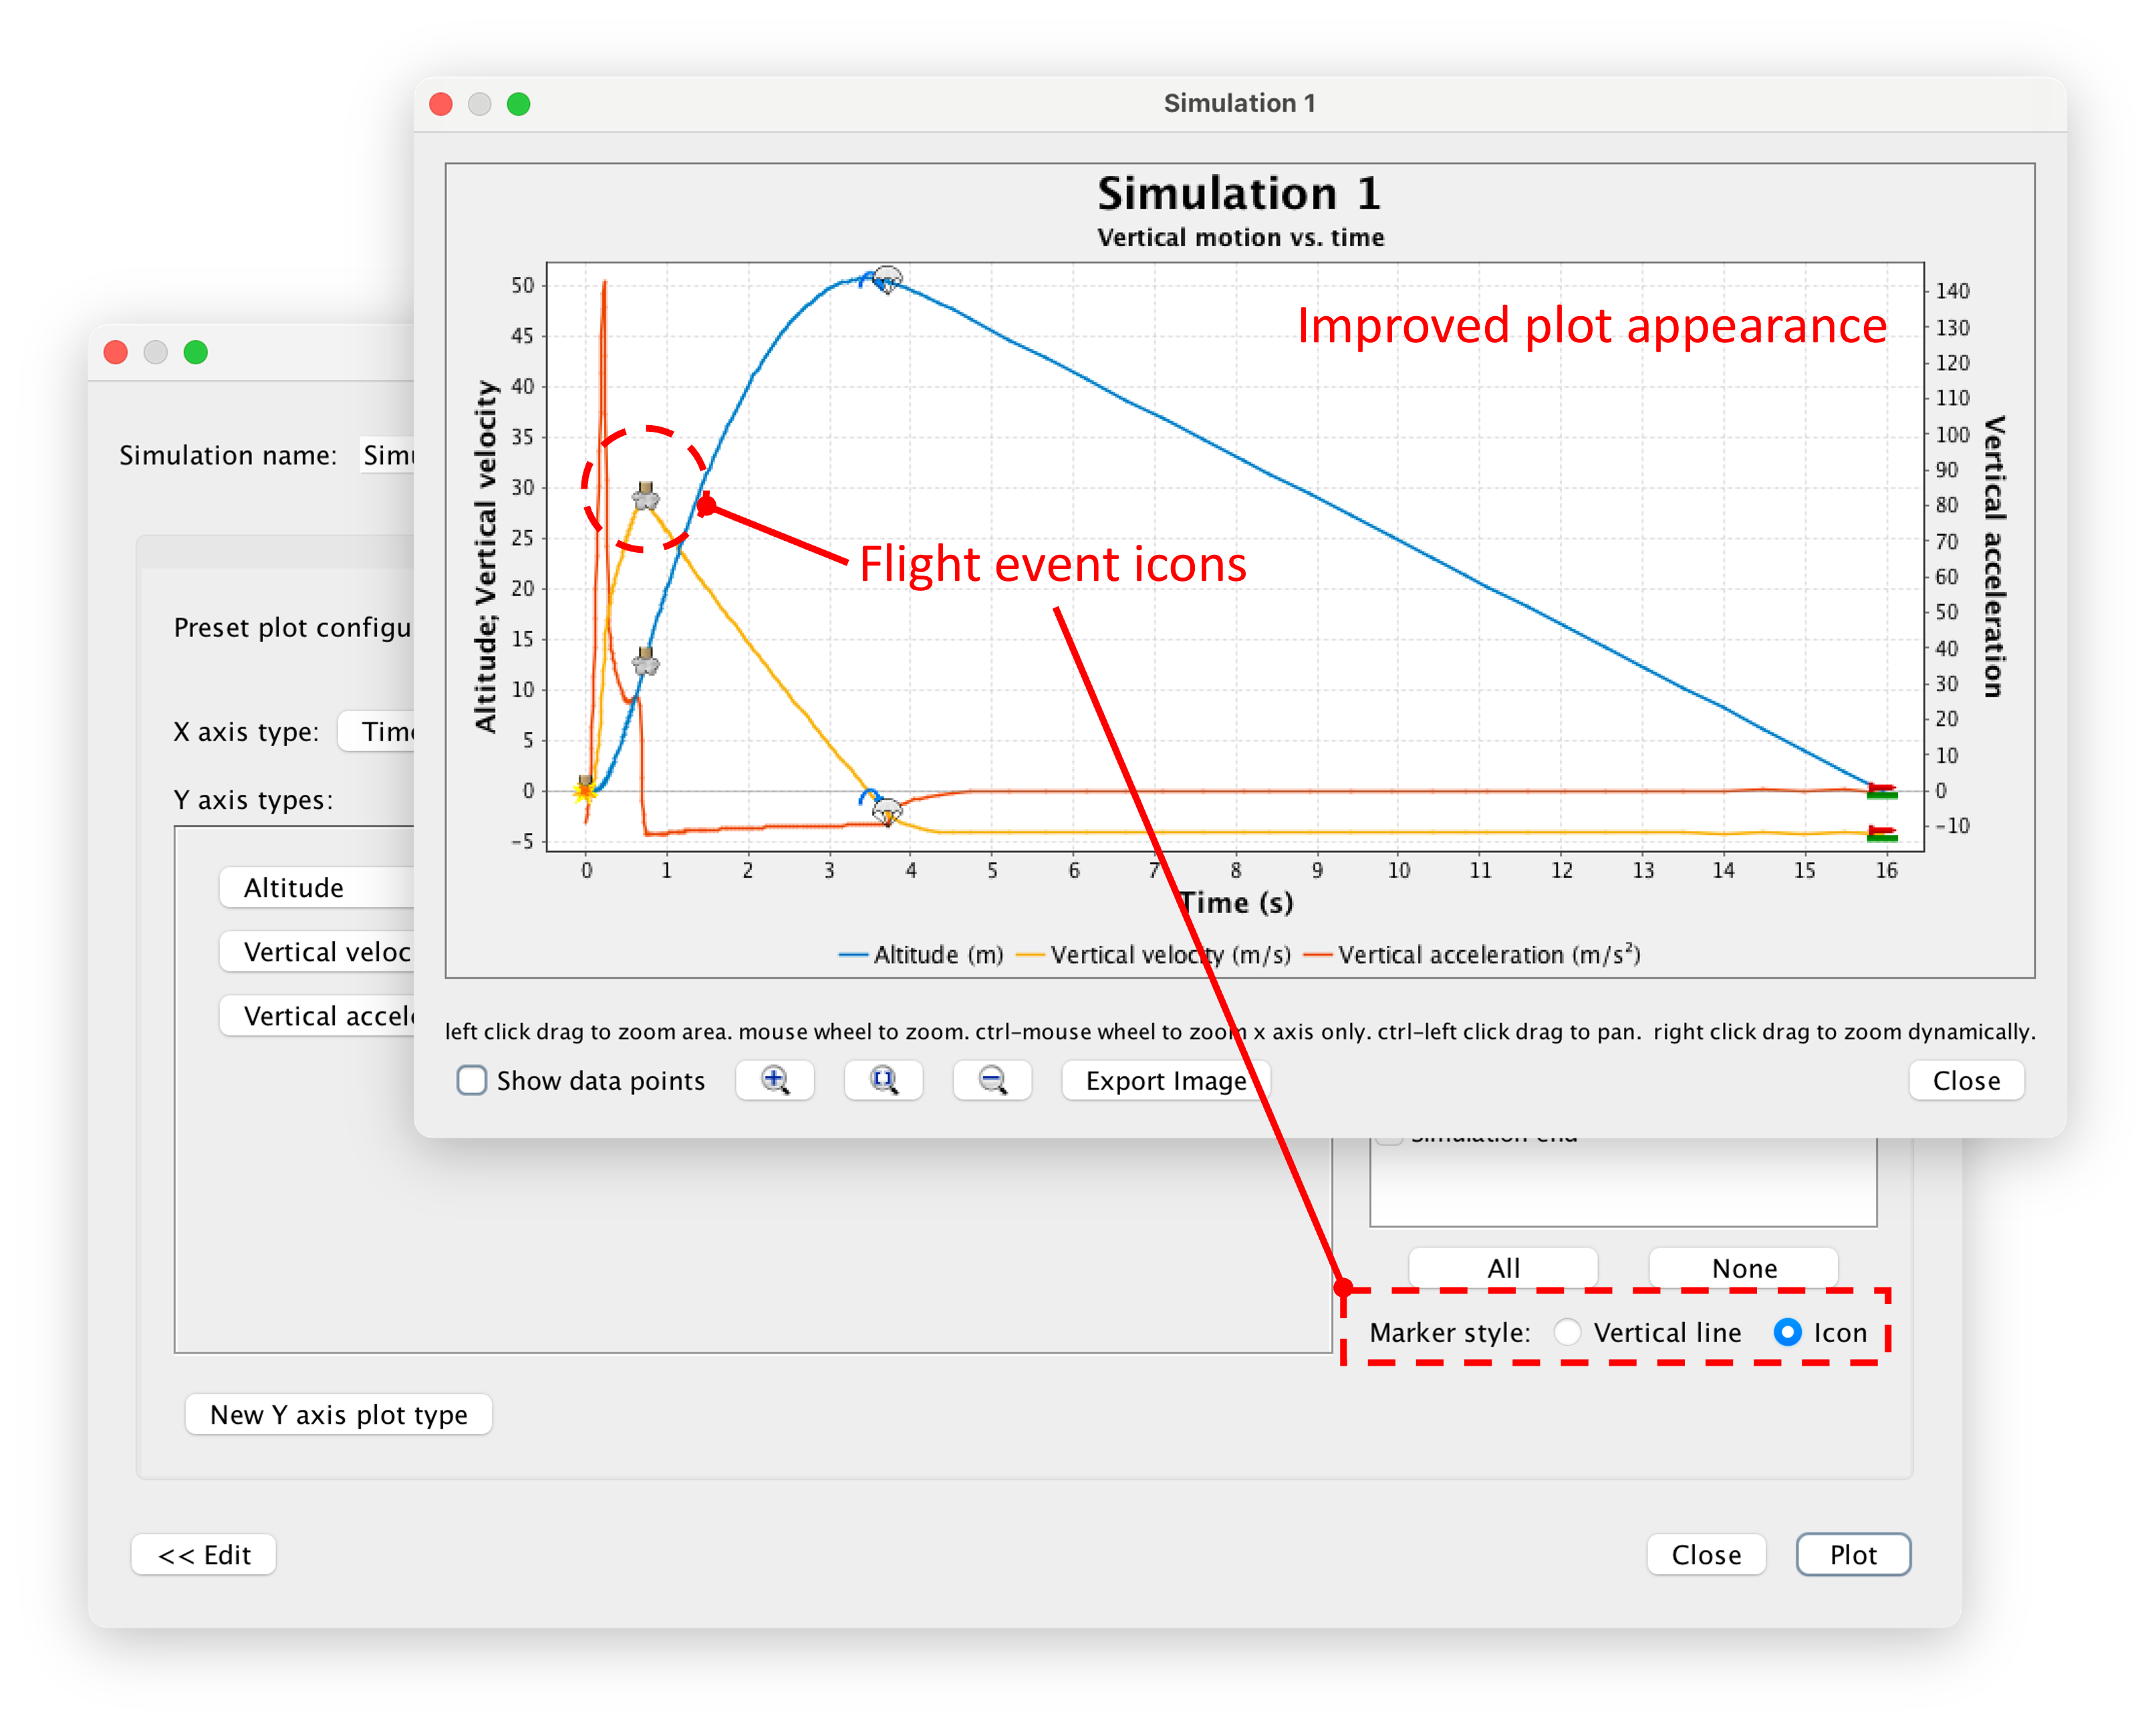 Simulation 1
Simulation 1
Vertical motion vs. time
Improved plot appearance
Flight event icons
Altitude; Vertical velocity
50
45
40
35
30
25
20
15
10
5
0
-5
140
130
120
110
100
90
80
70
60
50
40
30
20
10
0
-10
Vertical acceleration
0 1 2 3 4 5 6 7 8 9 10 11 12 13 14 15 16
Time (s)
Altitude (m) Vertical velocity (m/s) Vertical acceleration (m/s²)
left click drag to zoom area. mouse wheel to zoom. ctrl-mouse wheel to zoom x axis only. ctrl-left click drag to pan. right click drag to zoom dynamically.
Show data points Export Image Close
Simulation name:
Preset plot
X axis type:
Y axis types:
Altitude
Vertical
Vertical
Simulation end
All None
Marker style: Vertical line Icon
New Y axis plot type
<< Edit Close Plot